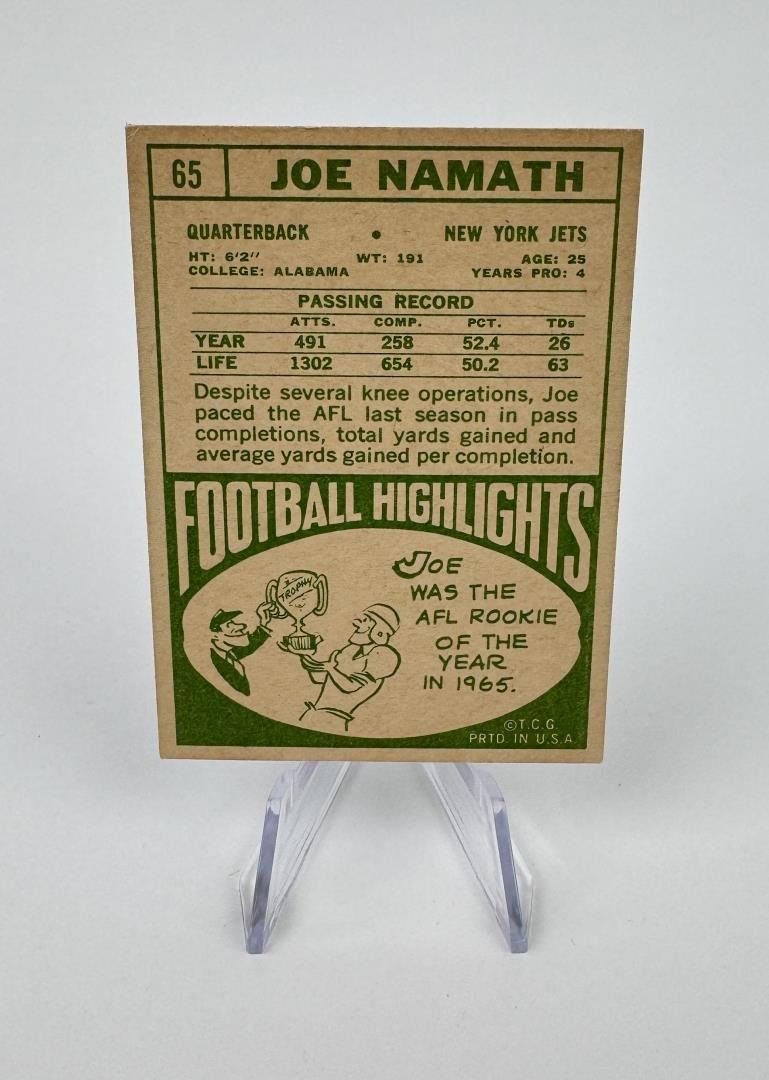 65 JOE NAMATH
QUARTERBACK • NEW YORK JETS
HT: 6'2" WT: 191 AGE: 25
COLLEGE: ALABAMA YEARS PRO: 4
PASSING RECORD
ATTS. COMP. PCT. TDs
YEAR 491 258 52.4 26
LIFE 1302 654 50.2 63
Despite several knee operations, Joe
paced the AFL last season in pass
completions, total yards gained and
average yards gained per completion.
FOOTBALL HIGHLIGHTS
TROPHY
JOE
WAS THE
AFL ROOKIE
OF THE
YEAR
IN 1965.
©T.C.G.
PRTD. IN U.S.A.